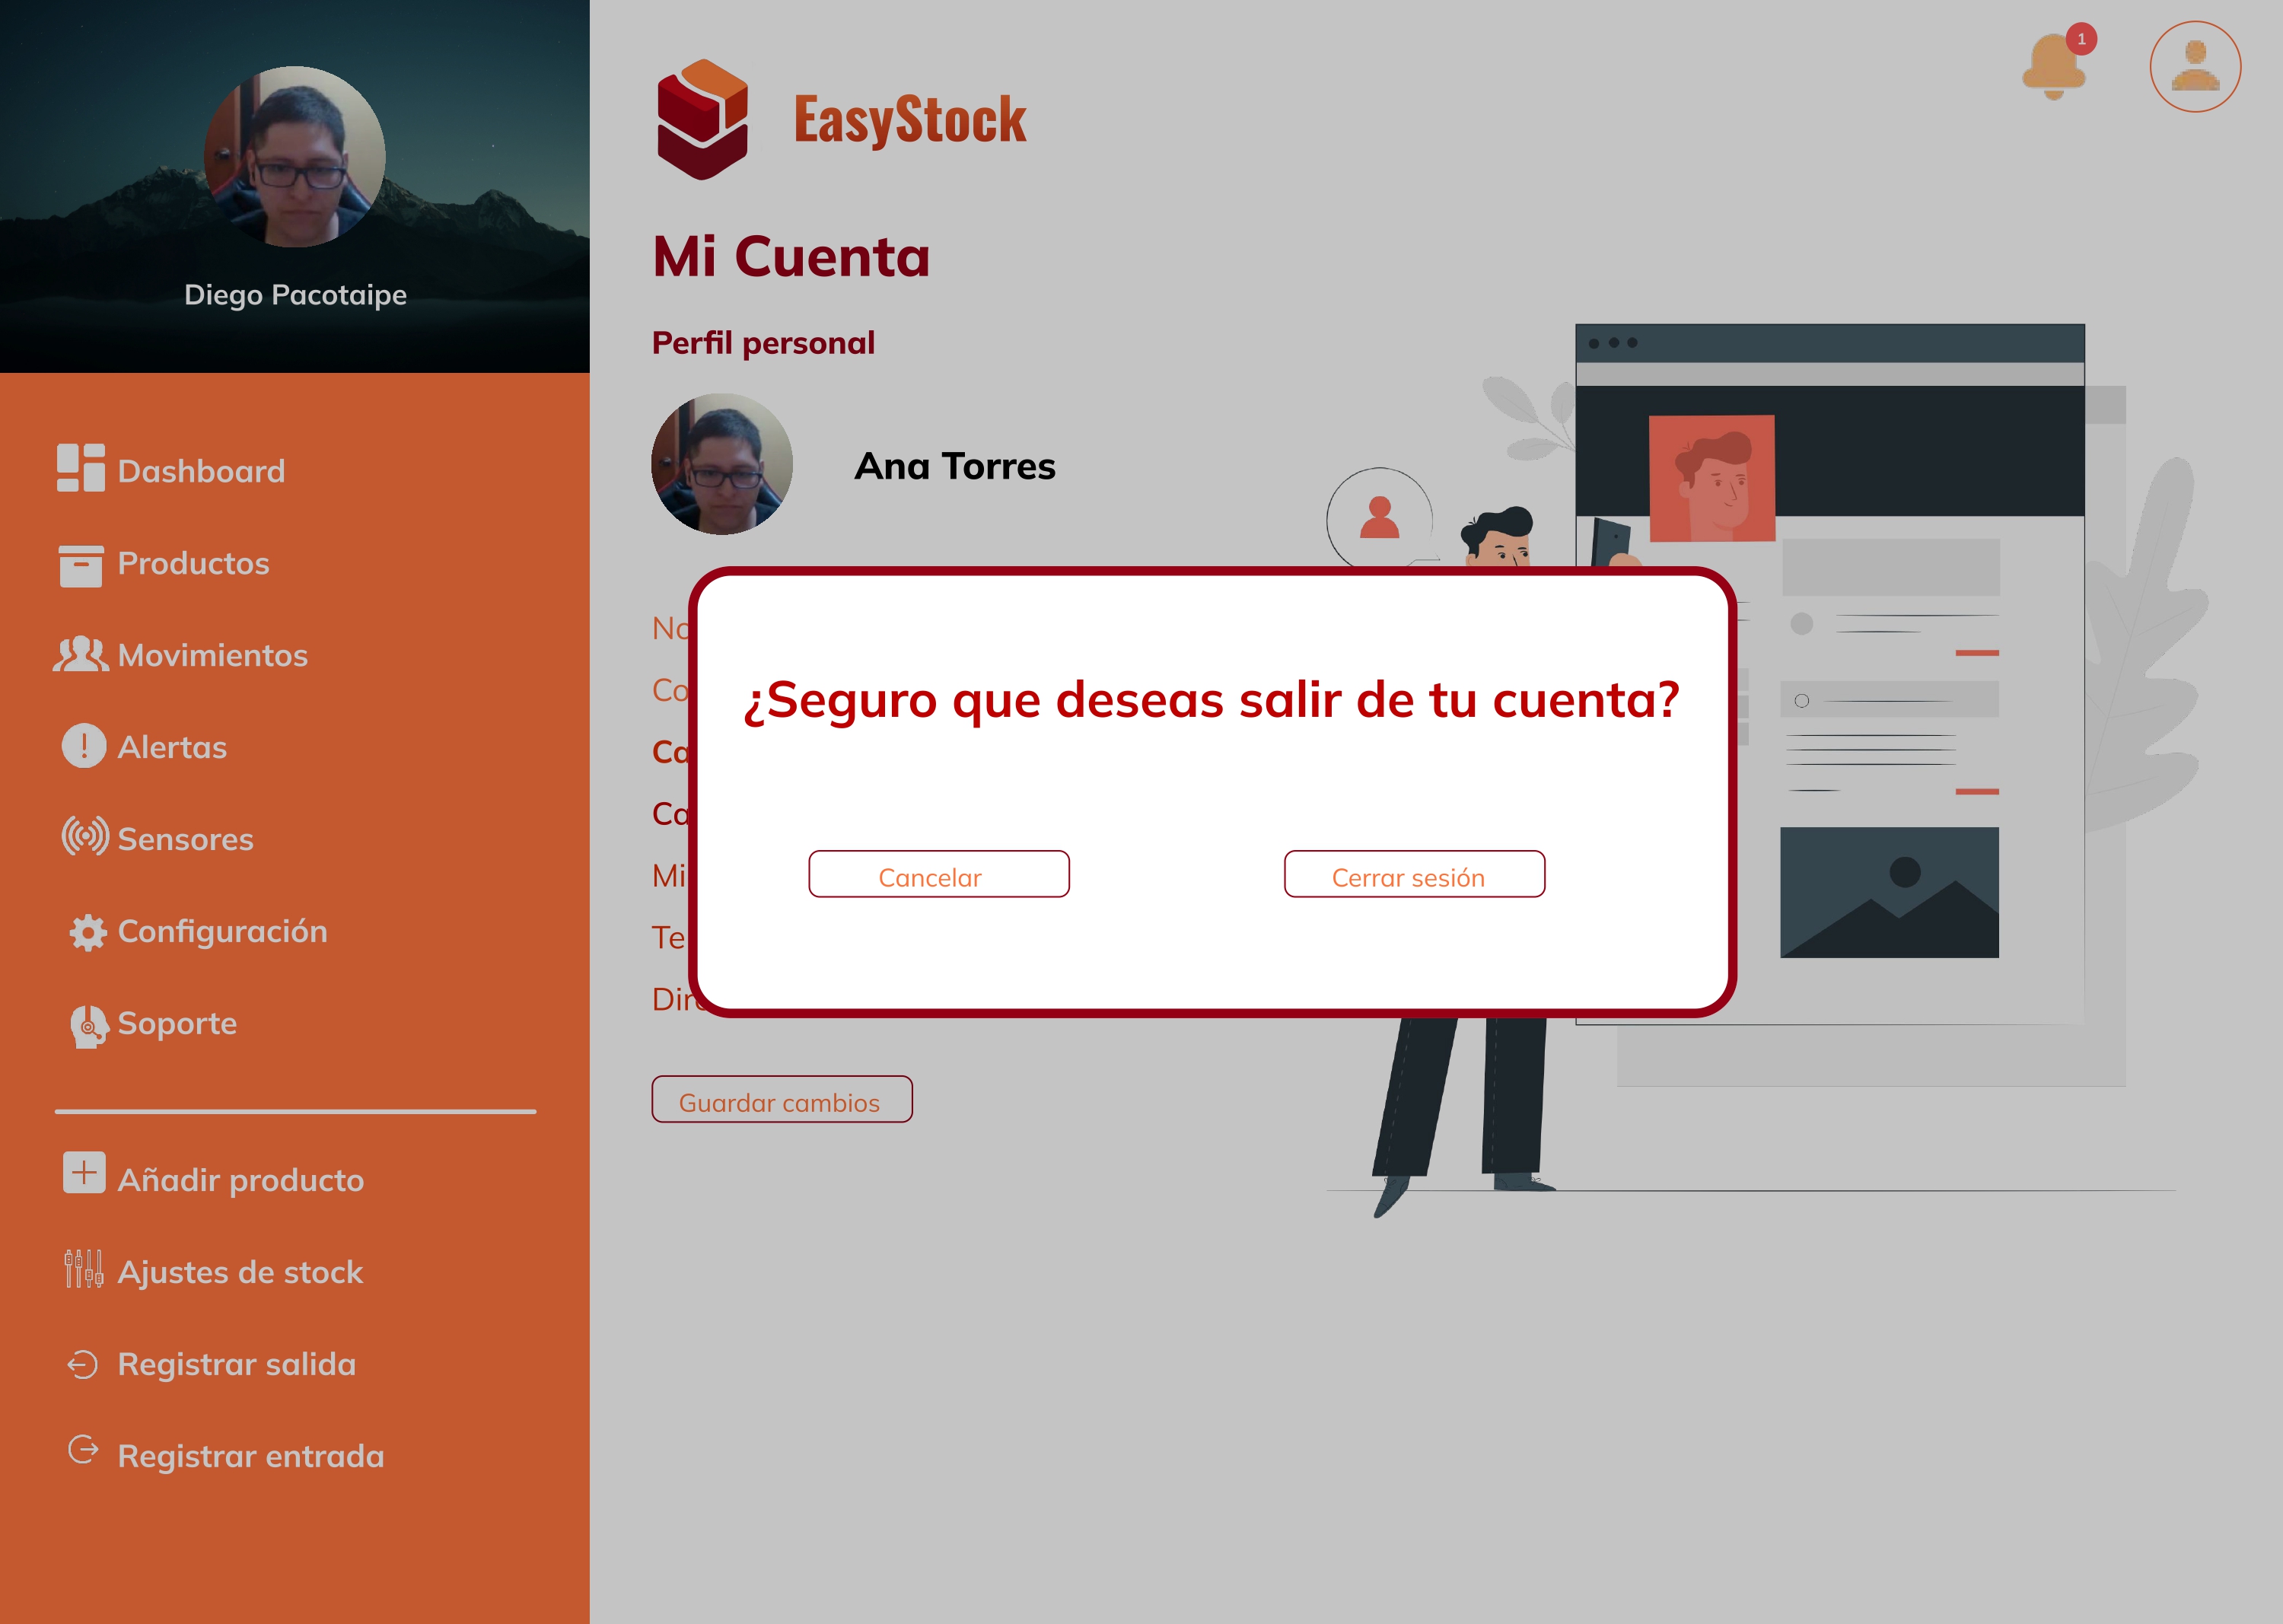 Diego Pacotaipe
Dashboard
Productos
Movimientos
Alertas
Sensores
Configuración
Soporte
Añadir producto
Ajustes de stock
Registrar salida
Registrar entrada
EasyStock
1
Mi Cuenta
Perfil personal
Ana Torres
No
Co
Ca
Ca
Mi
Te
Dir
¿Seguro que deseas salir de tu cuenta?
Cancelar
Cerrar sesión
Guardar cambios